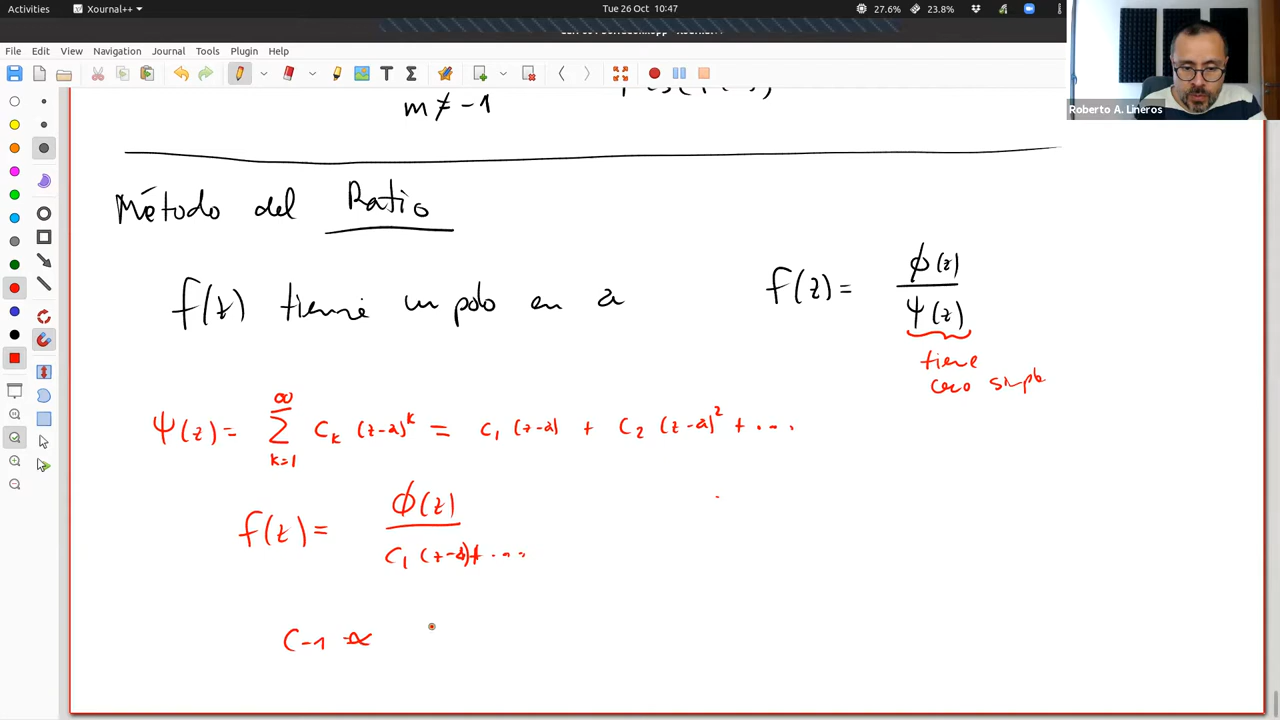 Activities Xournal++ Tue 26 Oct 10:47 27.6% 23.8%
File Edit View Navigation Journal Tools Plugin Help
Roberto A. Lineros
m ≠ -1
Método del Ratio
f(z) tiene un polo en a
f(z) = ϕ(z) / Ψ(z)
tiene
cero simple
Ψ(z) = ∑_{k=1}^{∞} C_k (z-a)^k = C_1 (z-a) + C_2 (z-a)^2 + ...
f(z) = ϕ(z) / C_1 (z-a) + ...
C_{-1} ∝